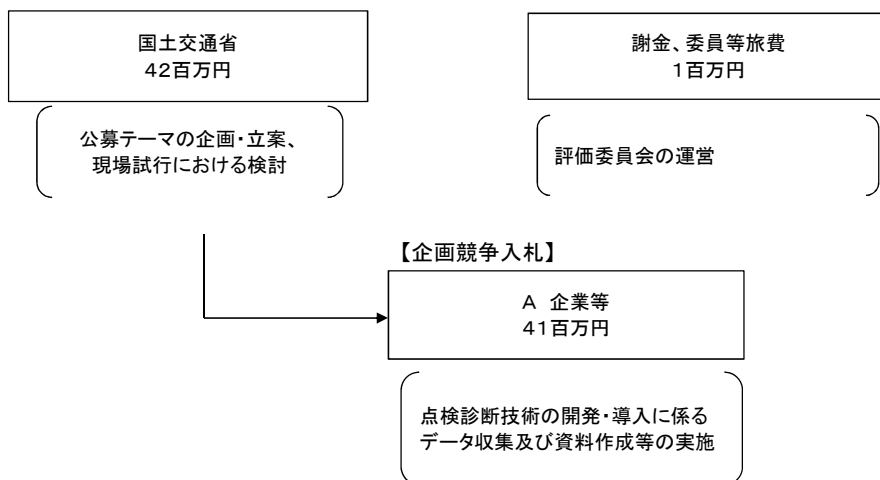 国土交通省
42百万円
公募テーマの企画・立案、
現場試行における検討
謝金、委員等旅費
1百万円
評価委員会の運営
【企画競争入札】
A 企業等
41百万円
点検診断技術の開発・導入に係る
データ収集及び資料作成等の実施